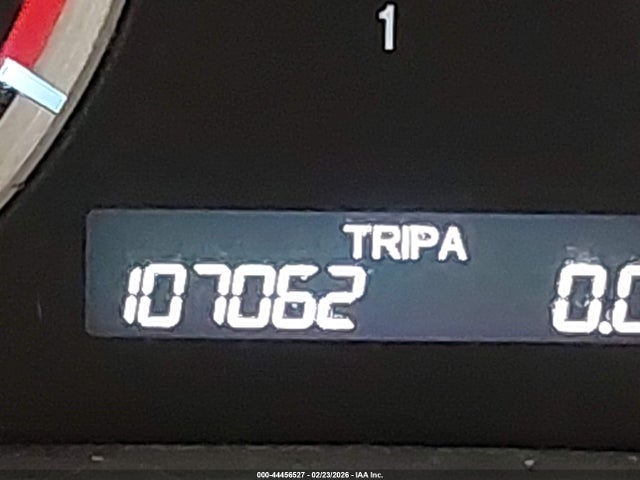 1
TRIPA
107062 0.0
000-44456527 - 02/23/2026 - IAA Inc.